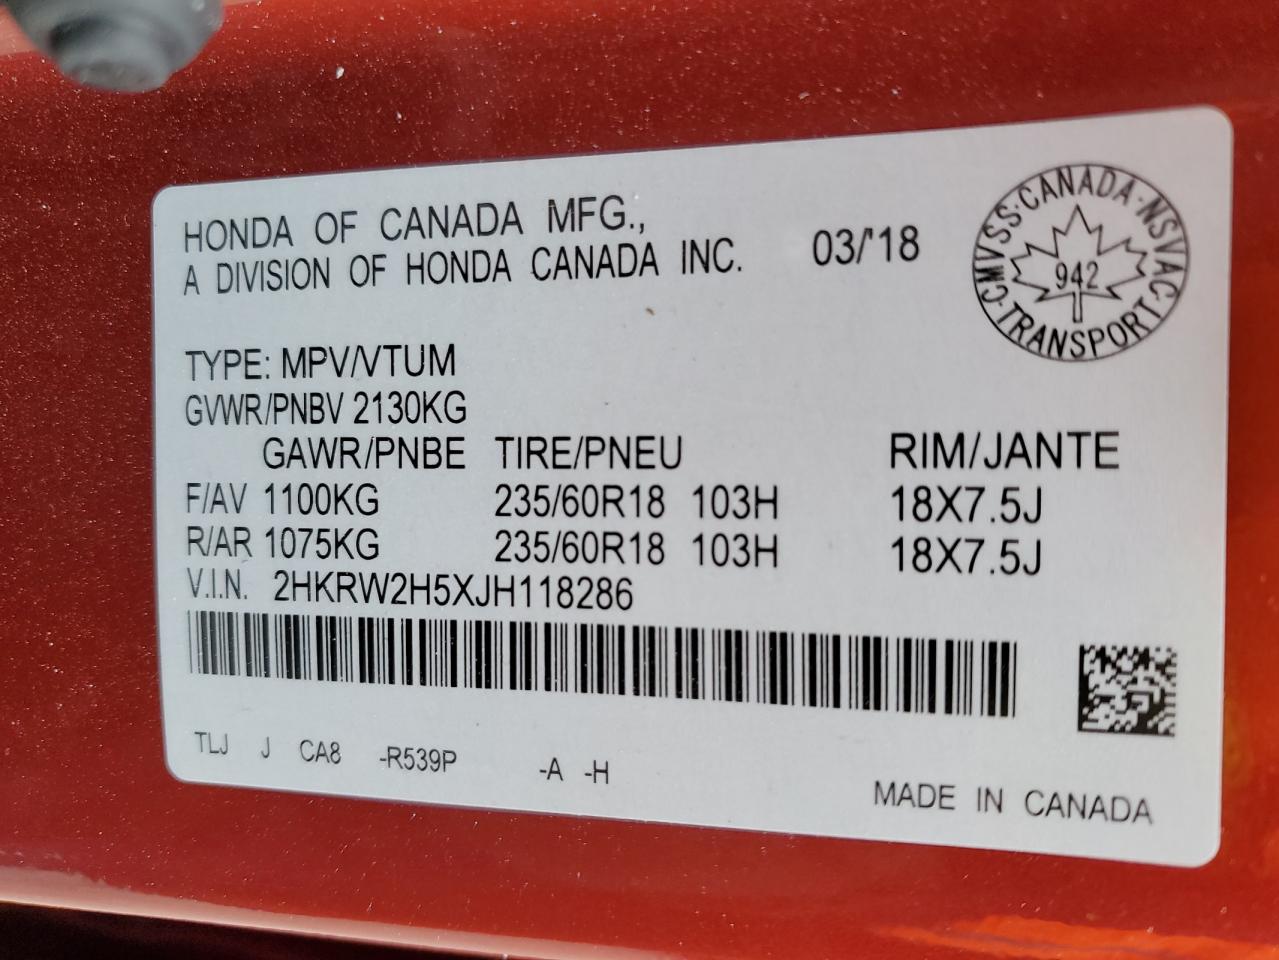 HONDA OF CANADA MFG.,
A DIVISION OF HONDA CANADA INC. 03/'18
CMVSS·CANADA·NSVAC·TRANSPORT·
942
TYPE: MPV/VTUM
GVWR/PNBV 2130KG
GAWR/PNBE TIRE/PNEU RIM/JANTE
F/AV 1100KG 235/60R18 103H 18X7.5J
R/AR 1075KG 235/60R18 103H 18X7.5J
V.I.N. 2HKRW2H5XJH118286
TLJ J CA8 -R539P -A -H
MADE IN CANADA